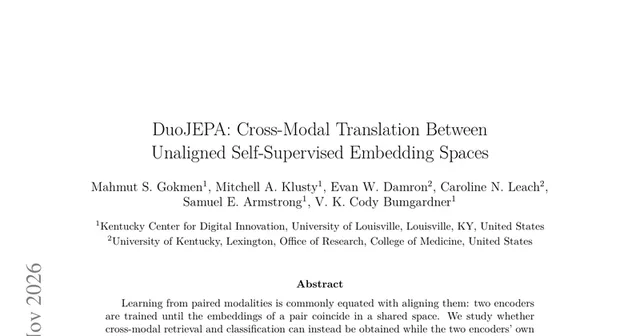 DuoJEPA: Cross-Modal Translation Between
Unaligned Self-Supervised Embedding Spaces
Mahmut S. Gokmen¹, Mitchell A. Klusty¹, Evan W. Damron², Caroline N. Leach²,
Samuel E. Armstrong¹, V. K. Cody Bumgardner¹
¹Kentucky Center for Digital Innovation, University of Louisville, Louisville, KY, United States
²University of Kentucky, Lexington, Office of Research, College of Medicine, United States
Abstract
Learning from paired modalities is commonly equated with aligning them: two encoders
are trained until the embeddings of a pair coincide in a shared space. We study whether
cross-modal retrieval and classification can instead be obtained while the two encoders' own
Nov 2026